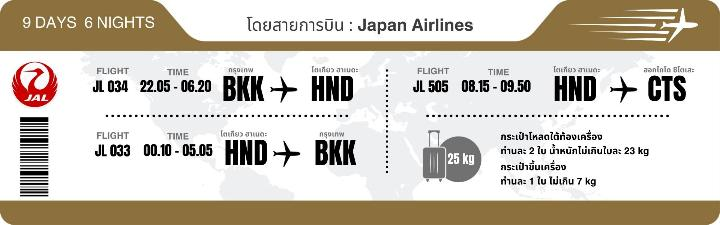 9 DAYS 6 NIGHTS
โดยสายการบิน : Japan Airlines
JAL
FLIGHT TIME กรุงเทพ โตเกียว ฮาเนดะ
JL 034 22.05 - 06.20 BKK HND
FLIGHT TIME โตเกียว ฮาเนดะ ฮอกไกโด ชิโตเสะ
JL 505 08.15 - 09.50 HND CTS
FLIGHT TIME โตเกียว ฮาเนดะ กรุงเทพ
JL 033 00.10 - 05.05 HND BKK
25 kg
กระเป๋าโหลดใต้ท้องเครื่อง
ท่านละ 2 ใบ น้ำหนักไม่เกินใบละ 23 kg
กระเป๋าขึ้นเครื่อง
ท่านละ 1 ใบ ไม่เกิน 7 kg